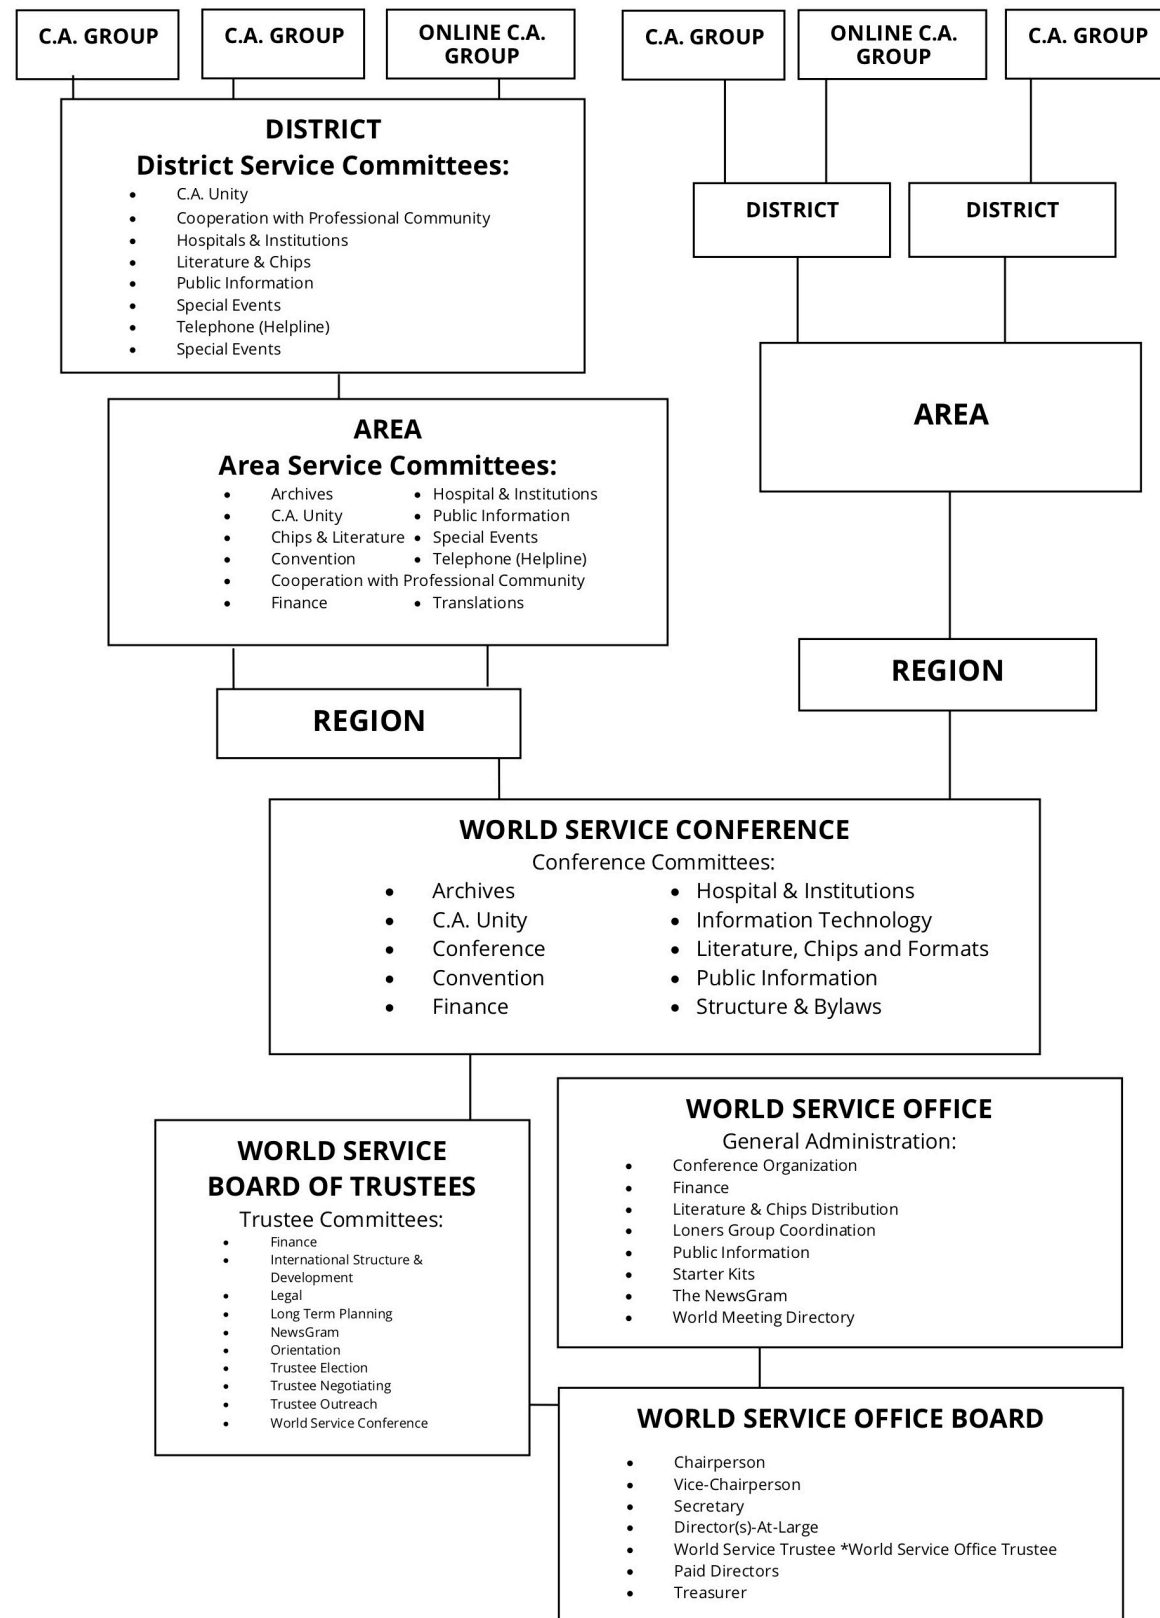 C.A. GROUP
C.A. GROUP
ONLINE C.A.
GROUP
C.A. GROUP
ONLINE C.A.
GROUP
C.A. GROUP
DISTRICT
District Service Committees:
• C.A. Unity
• Cooperation with Professional Community
• Hospitals & Institutions
• Literature & Chips
• Public Information
• Special Events
• Telephone (Helpline)
• Special Events
DISTRICT
DISTRICT
AREA
Area Service Committees:
• Archives • Hospital & Institutions
• C.A. Unity • Public Information
• Chips & Literature • Special Events
• Convention • Telephone (Helpline)
• Cooperation with Professional Community
• Finance • Translations
AREA
REGION
REGION
WORLD SERVICE CONFERENCE
Conference Committees:
• Archives • Hospital & Institutions
• C.A. Unity • Information Technology
• Conference • Literature, Chips and Formats
• Convention • Public Information
• Finance • Structure & Bylaws
WORLD SERVICE
BOARD OF TRUSTEES
Trustee Committees:
• Finance
• International Structure &
Development
• Legal
• Long Term Planning
• NewsGram
• Orientation
• Trustee Election
• Trustee Negotiating
• Trustee Outreach
• World Service Conference
WORLD SERVICE OFFICE
General Administration:
• Conference Organization
• Finance
• Literature & Chips Distribution
• Loners Group Coordination
• Public Information
• Starter Kits
• The NewsGram
• World Meeting Directory
WORLD SERVICE OFFICE BOARD
• Chairperson
• Vice-Chairperson
• Secretary
• Director(s)-At-Large
• World Service Trustee *World Service Office Trustee
• Paid Directors
• Treasurer